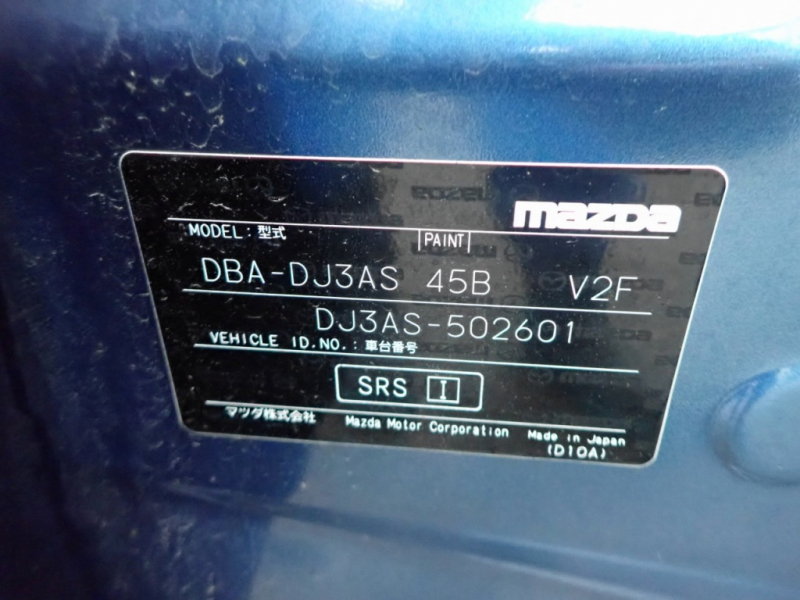 mazda
MODEL: 型式 PAINT
DBA-DJ3AS 45B V2F
DJ3AS-502601
VEHICLE ID.NO.: 車台番号
SRS I
マツダ株式会社 Mazda Motor Corporation Made in Japan
(D10A)